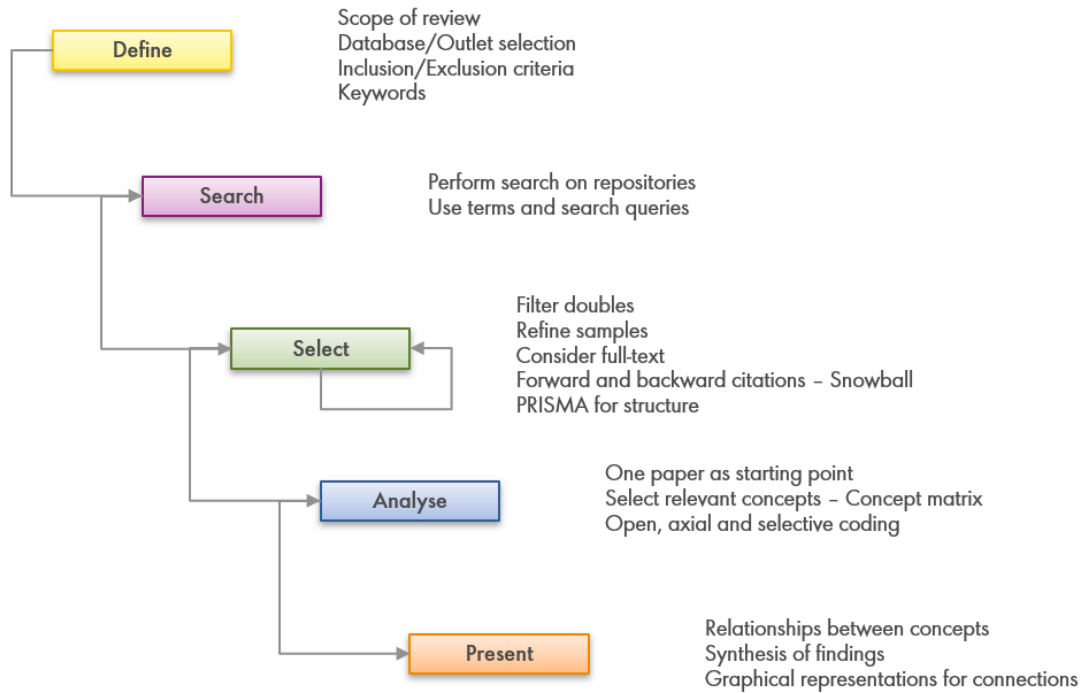 Define
Scope of review
Database/Outlet selection
Inclusion/Exclusion criteria
Keywords
Search
Perform search on repositories
Use terms and search queries
Select
Filter doubles
Refine samples
Consider full-text
Forward and backward citations – Snowball
PRISMA for structure
Analyse
One paper as starting point
Select relevant concepts – Concept matrix
Open, axial and selective coding
Present
Relationships between concepts
Synthesis of findings
Graphical representations for connections